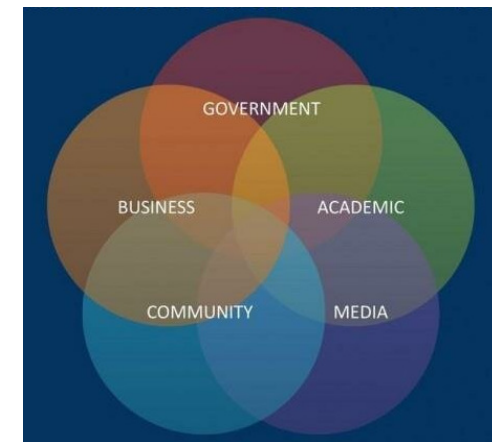 GOVERNMENT
BUSINESS
ACADEMIC
COMMUNITY
MEDIA